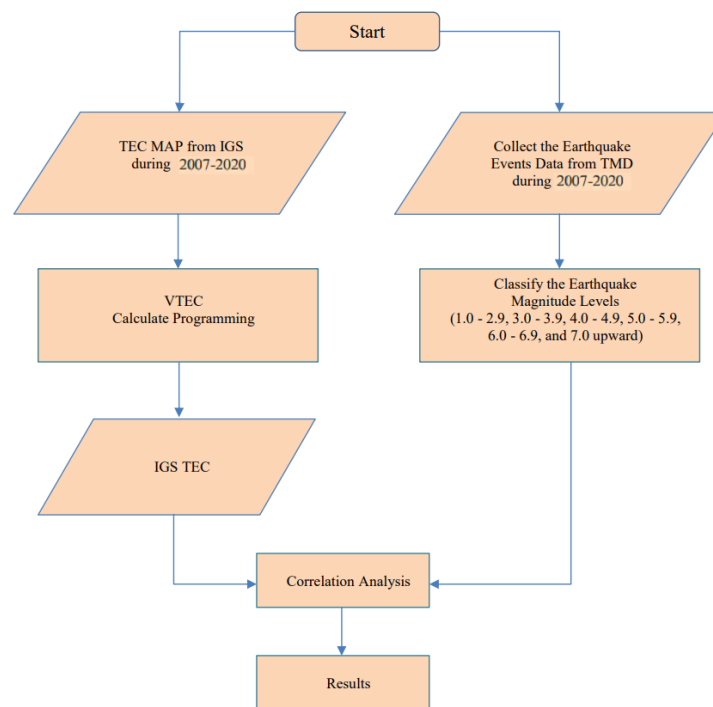 Start
TEC MAP from IGS
during 2007-2020
Collect the Earthquake
Events Data from TMD
during 2007-2020
VTEC
Calculate Programming
Classify the Earthquake
Magnitude Levels
(1.0 - 2.9, 3.0 - 3.9, 4.0 - 4.9, 5.0 - 5.9,
6.0 - 6.9, and 7.0 upward)
IGS TEC
Correlation Analysis
Results